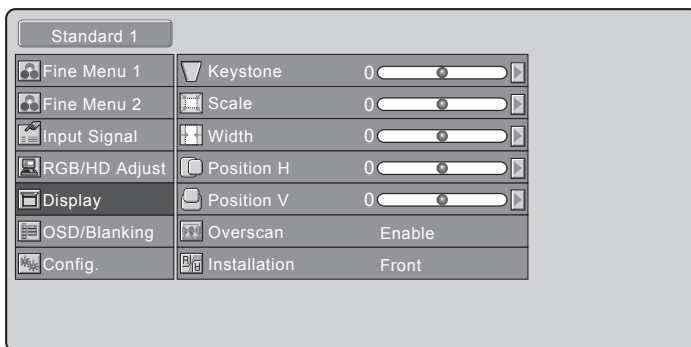 Standard 1
Fine Menu 1
Fine Menu 2
Input Signal
RGB/HD Adjust
Display
OSD/Blanking
Config.
Keystone 0
Scale 0
Width 0
Position H 0
Position V 0
Overscan Enable
Installation Front